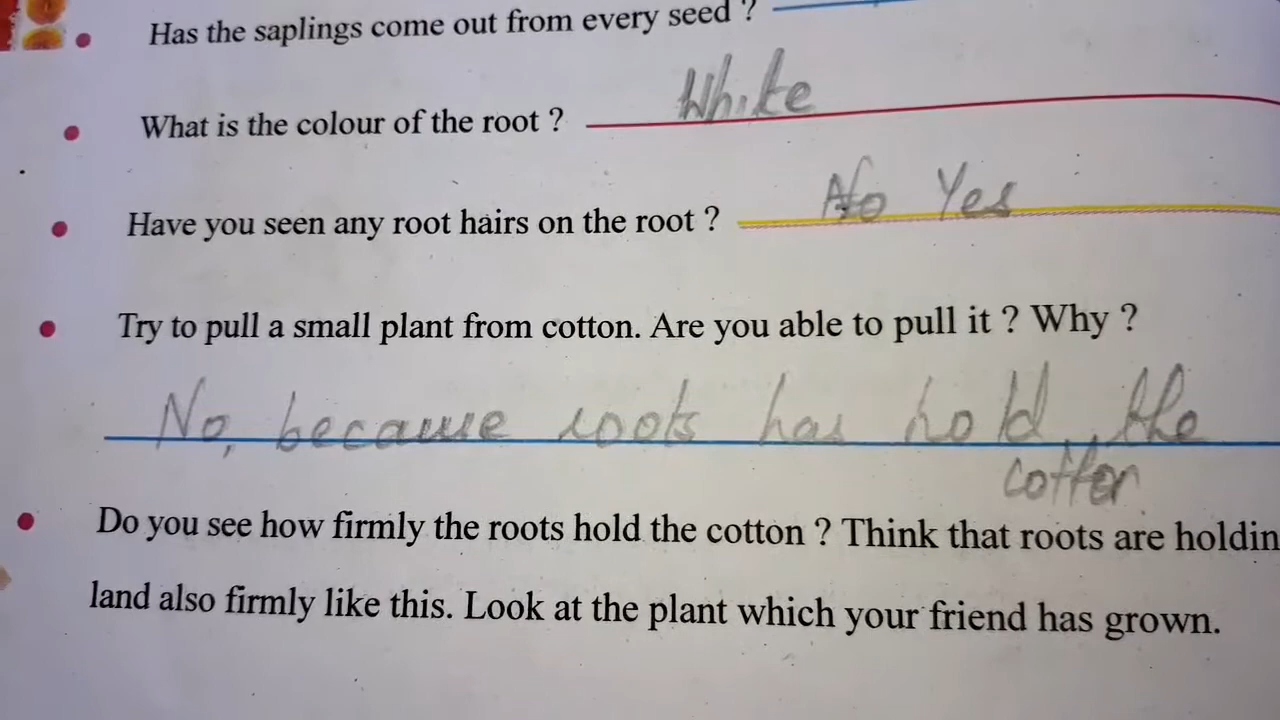 Has the saplings come out from every seed ?
White
What is the colour of the root ?
No Yes
Have you seen any root hairs on the root ?
Try to pull a small plant from cotton. Are you able to pull it ? Why ?
No, because roots has hold the
cotton
Do you see how firmly the roots hold the cotton ? Think that roots are holdin
land also firmly like this. Look at the plant which your friend has grown.